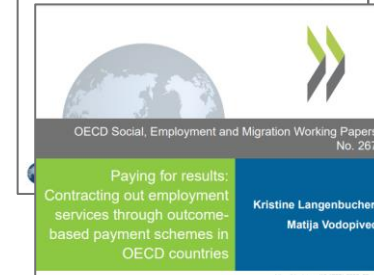 OECD Social, Employment and Migration Working Papers
No. 267
Paying for results:
Contracting out employment
services through outcome-
based payment schemes in
OECD countries
Kristine Langenbucher
Matija Vodopivec